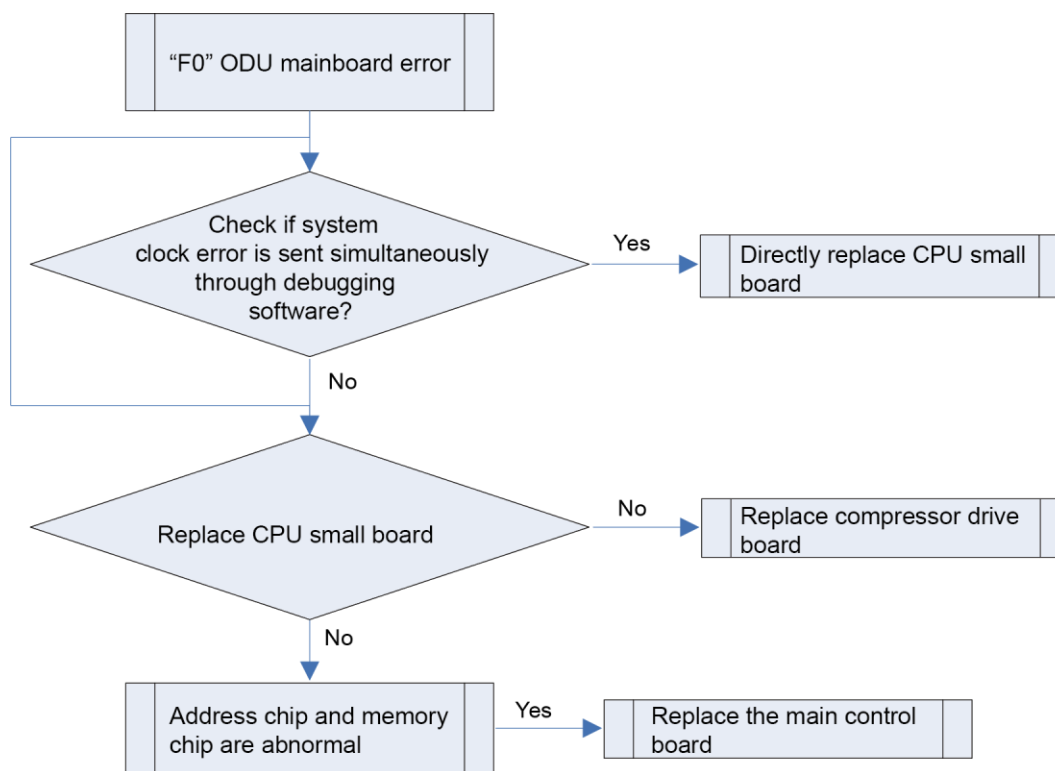 “F0” ODU mainboard error
Check if system
clock error is sent simultaneously
through debugging
software?
Yes
Directly replace CPU small
board
No
Replace CPU small board
No
Replace compressor drive
board
No
Address chip and memory
chip are abnormal
Yes
Replace the main control
board